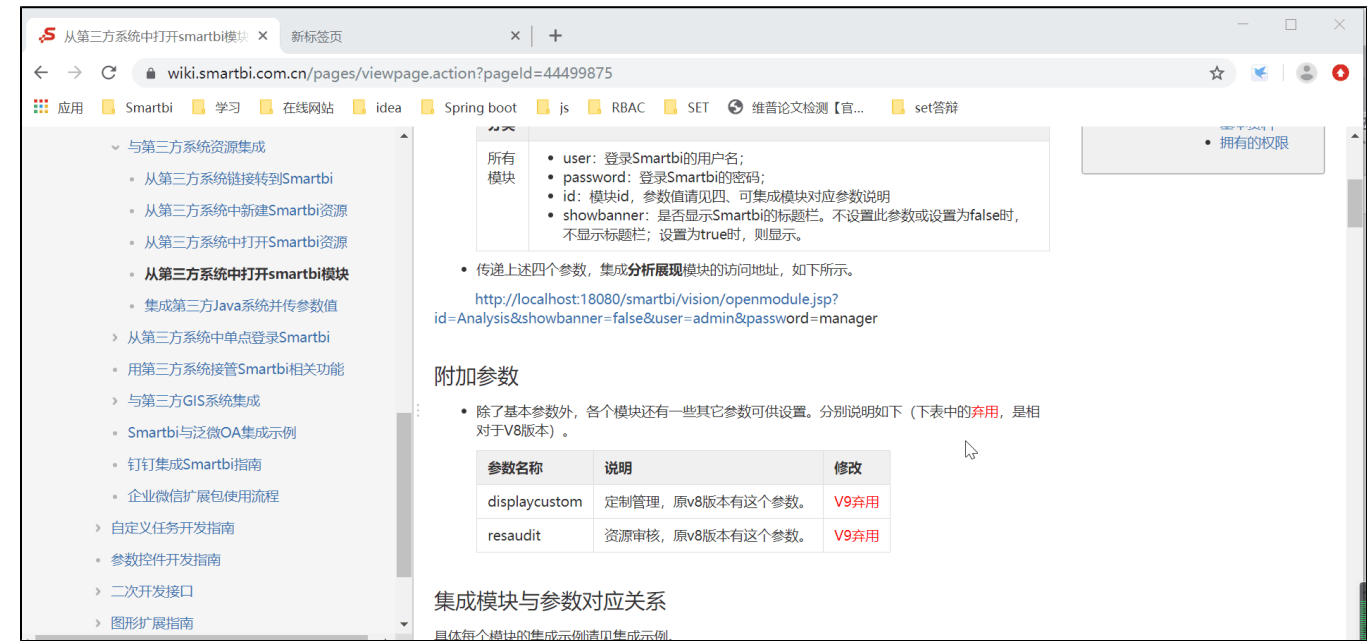 从第三方系统中打开smartbi模块
新标签页
wiki.smartbi.com.cn/pages/viewpage.action?pageId=44499875
应用 Smartbi 学习 在线网站 idea Spring boot js RBAC SET 维普论文检测【官... set答辩
与第三方系统资源集成
从第三方系统链接转到Smartbi
从第三方系统中新建Smartbi资源
从第三方系统中打开Smartbi资源
从第三方系统中打开smartbi模块
集成第三方Java系统并传参数值
从第三方系统中单点登录Smartbi
用第三方系统接管Smartbi相关功能
与第三方GIS系统集成
Smartbi与泛微OA集成示例
钉钉集成Smartbi指南
企业微信扩展包使用流程
自定义任务开发指南
参数控件开发指南
二次开发接口
图形扩展指南
分类
所有
模块
user：登录Smartbi的用户名；
password：登录Smartbi的密码；
id：模块id，参数值请见四、可集成模块对应参数说明
showbanner：是否显示Smartbi的标题栏。不设置此参数或设置为false时，
不显示标题栏；设置为true时，则显示。
传递上述四个参数，集成分析展现模块的访问地址，如下所示。
http://localhost:18080/smartbi/vision/openmodule.jsp?
id=Analysis&showbanner=false&user=admin&password=manager
附加参数
除了基本参数外，各个模块还有一些其它参数可供设置。分别说明如下（下表中的弃用，是相
对于V8版本）。
参数名称 说明 修改
displaycustom 定制管理，原v8版本有这个参数。 V9弃用
resaudit 资源审核，原v8版本有这个参数。 V9弃用
集成模块与参数对应关系
具体每个模块的集成示例请见集成示例。
拥有的权限